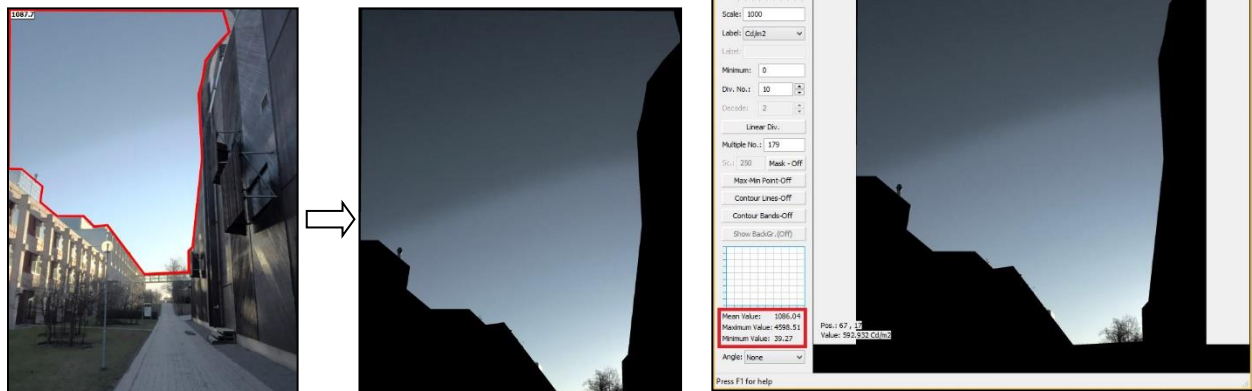 1087.7
Scale: 1000
Label: Cd/m2
Label:
Minimum: 0
Div. No.: 10
Decade: 2
Linear Div.
Multiple No.: 179
Sc.: 250 Mask - Off
Max-Min Point-Off
Contour Lines-Off
Contour Bands-Off
Show BackGr.(Off)
Mean Value: 1086.04
Maximum Value: 4598.51
Minimum Value: 39.27
Pos.: 67 , 17
Value: 592.932 Cd/m2
Angle: None
Press F1 for help